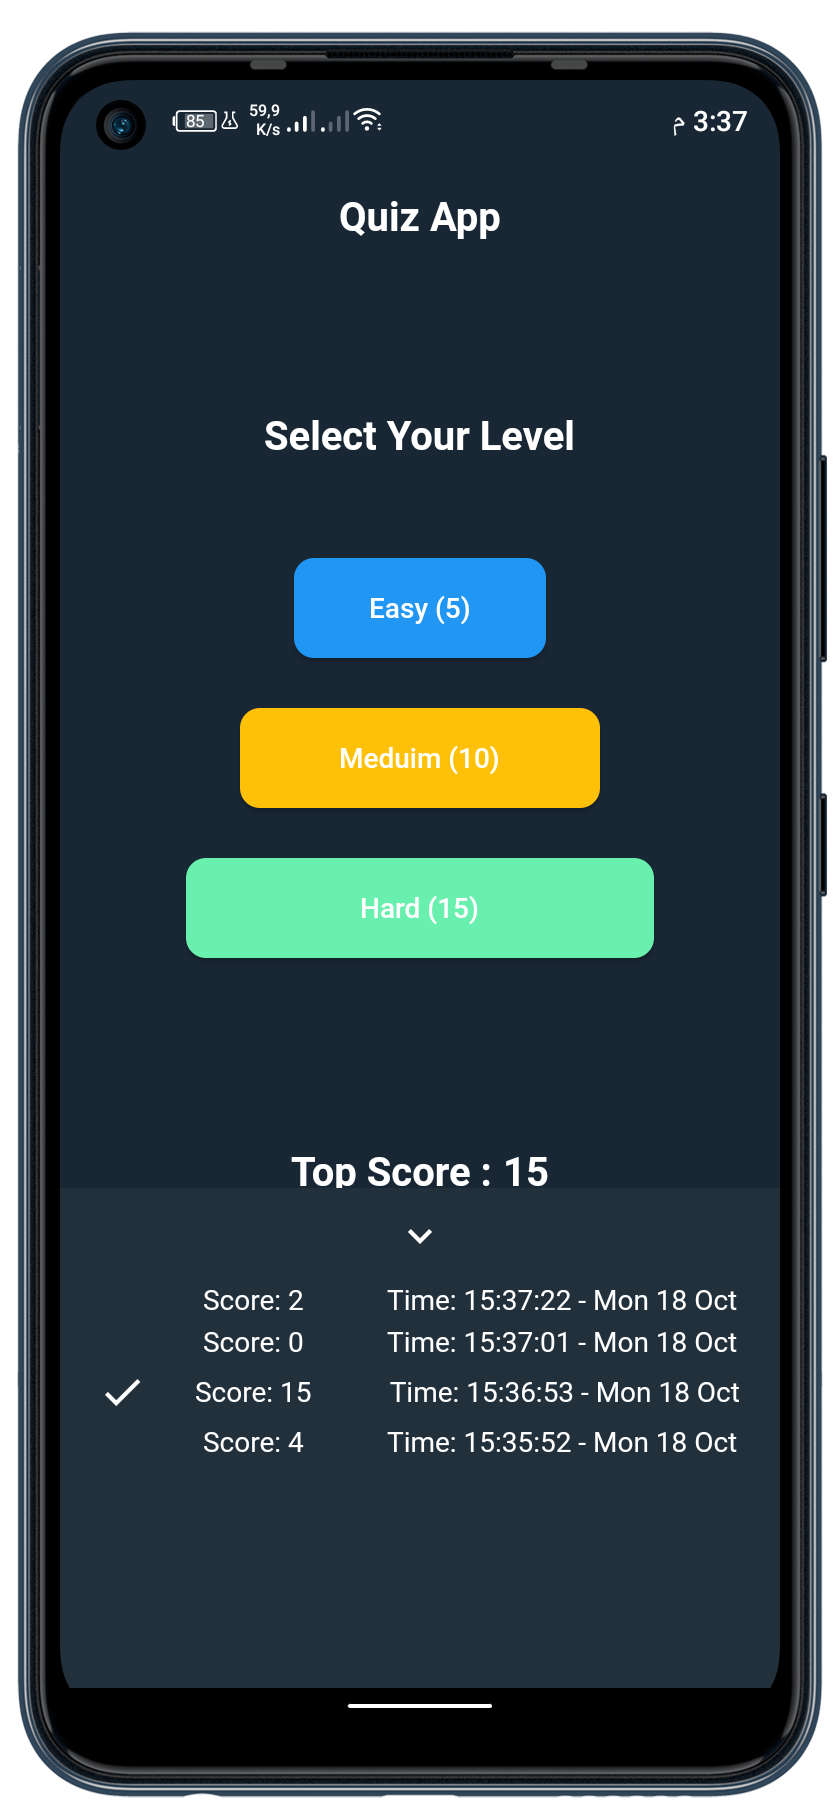 85 59,9 K/s م 3:37
Quiz App
Select Your Level
Easy (5)
Meduim (10)
Hard (15)
Top Score : 15
Score: 2 Time: 15:37:22 - Mon 18 Oct
Score: 0 Time: 15:37:01 - Mon 18 Oct
Score: 15 Time: 15:36:53 - Mon 18 Oct
Score: 4 Time: 15:35:52 - Mon 18 Oct